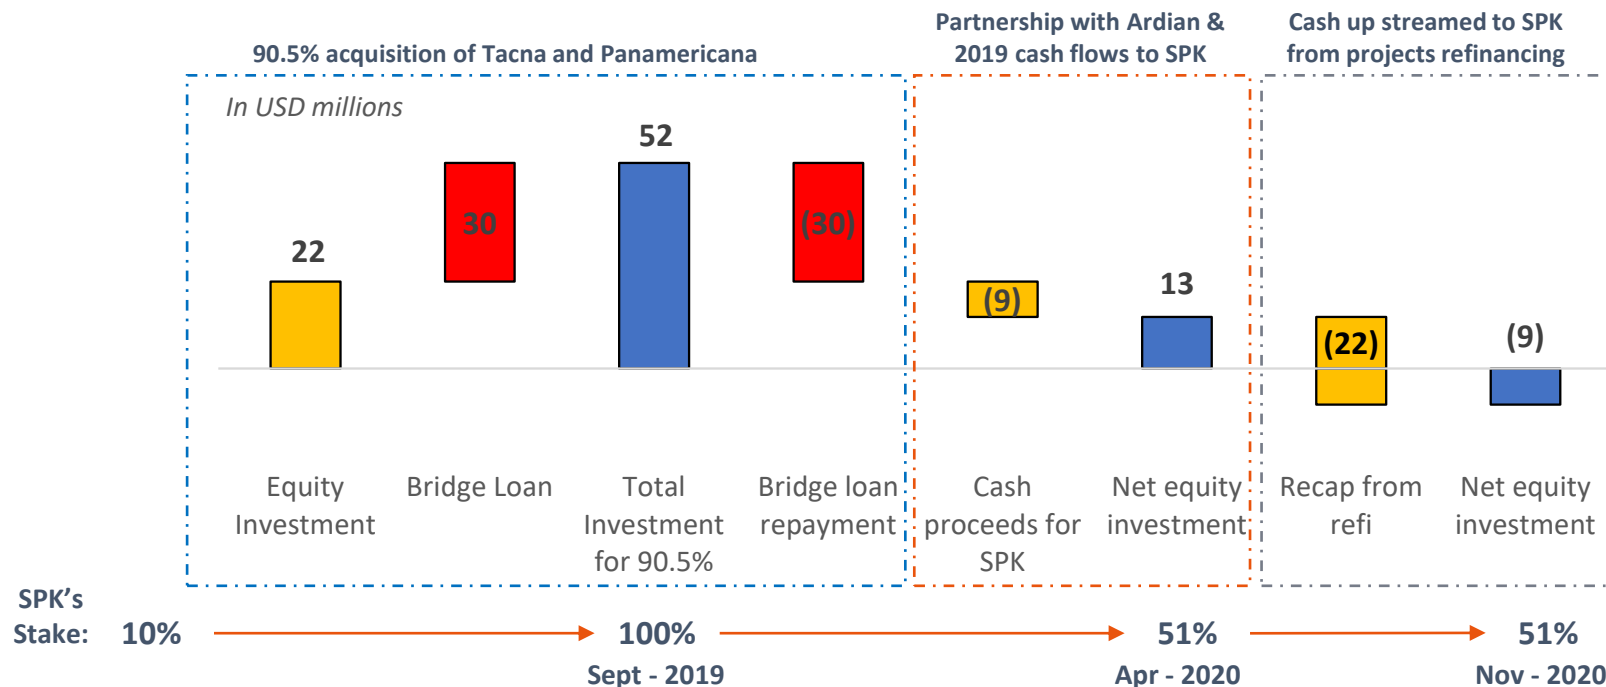 90.5% acquisition of Tacna and Panamericana
Partnership with Ardian &
2019 cash flows to SPK
Cash up streamed to SPK
from projects refinancing
In USD millions
22
30
52
(30)
(9)
13
(22)
(9)
Equity
Investment
Bridge Loan
Total
Investment
for 90.5%
Bridge loan
repayment
Cash
proceeds for
SPK
Net equity
investment
Recap from
refi
Net equity
investment
SPK's
Stake:
10%
100%
51%
51%
Sept - 2019
Apr - 2020
Nov - 2020